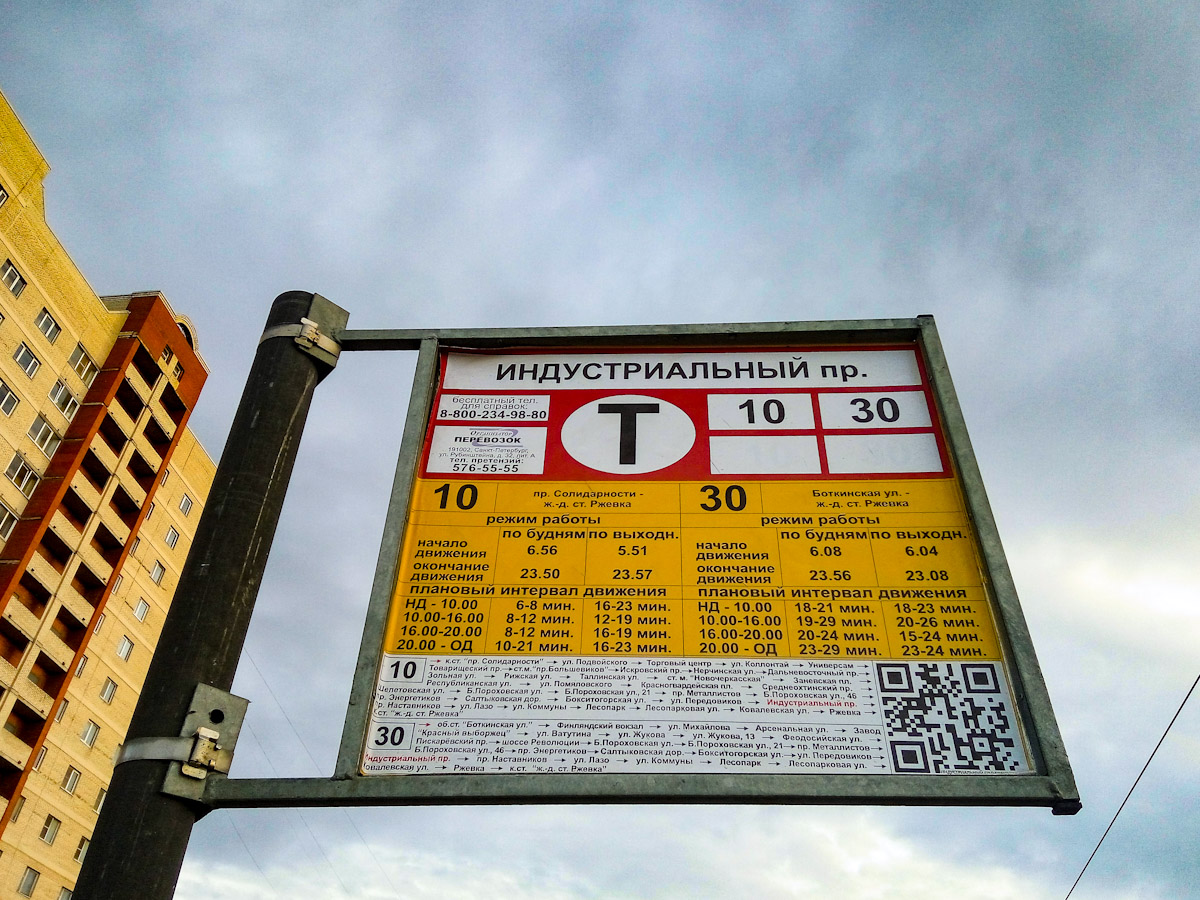 ИНДУСТРИАЛЬНЫЙ пр.
бесплатный тел.
для справок:
8-800-234-98-80
Организатор
ПЕРЕВОЗОК
191002, Санкт-Петербург,
ул. Рубинштейна, д. 32, лит А
тел. претензий:
576-55-55
Т
10 30
10 пр. Солидарности -
ж.-д. ст. Ржевка
режим работы
по будням по выходн.
начало
движения 6.56 5.51
окончание
движения 23.50 23.57
плановый интервал движения
НД - 10.00 6-8 мин. 16-23 мин.
10.00-16.00 8-12 мин. 12-19 мин.
16.00-20.00 8-12 мин. 16-19 мин.
20.00 - ОД 10-21 мин. 16-23 мин.
30 Боткинская ул. -
ж.-д. ст. Ржевка
режим работы
по будням по выходн.
начало
движения 6.08 6.04
окончание
движения 23.56 23.08
плановый интервал движения
НД - 10.00 18-21 мин. 18-23 мин.
10.00-16.00 19-29 мин. 20-26 мин.
16.00-20.00 20-24 мин. 15-24 мин.
20.00 - ОД 23-29 мин. 23-24 мин.
10 → к.ст. "пр. Солидарности" → ул. Подвойского → Торговый центр → ул. Коллонтай → Универсам →
Товарищеский пр. → ст.м."пр.Большевиков" → Искровский пр. → Нерчинская ул. → Дальневосточный пр. →
Зольная ул. → Рижская ул. → Таллинская ул. → ст. м. "Новочеркасская" → Заневская пл. →
Республиканская ул. → ул. Помяловского → Красногвардейская пл. → Среднеохтинский пр. →
Челетовская ул. → Б.Пороховская ул. → Б.Пороховская ул., 21 → пр. Металлистов → Б.Пороховская ул., 46 →
пр. Энергетиков → Салтыковская дор. → Бокситогорская ул. → ул. Передовиков → Индустриальный пр. →
пр. Наставников → ул. Лазо → ул. Коммуны → Лесопарк → Лесопарковая ул. → Ковалевская ул. → Ржевка →
к.ст. "ж.-д. ст. Ржевка"
30 → об.ст. "Боткинская ул." → Финляндский вокзал → ул. Михайлова → Арсенальная ул. → Завод
"Красный выборжец" → ул. Ватутина → ул. Жукова → ул. Жукова, 13 → Феодосийская ул. →
Пискарёвский пр. → шоссе Революции → Б.Пороховская ул. → Б.Пороховская ул., 21 → пр. Металлистов →
Б.Пороховская ул., 46 → пр. Энергетиков → Салтыковская дор. → Бокситогорская ул. → ул. Передовиков →
Индустриальный пр. → пр. Наставников → ул. Лазо → ул. Коммуны → Лесопарк → Лесопарковая ул. →
Ковалевская ул. → Ржевка → к.ст. "ж.-д. ст. Ржевка"